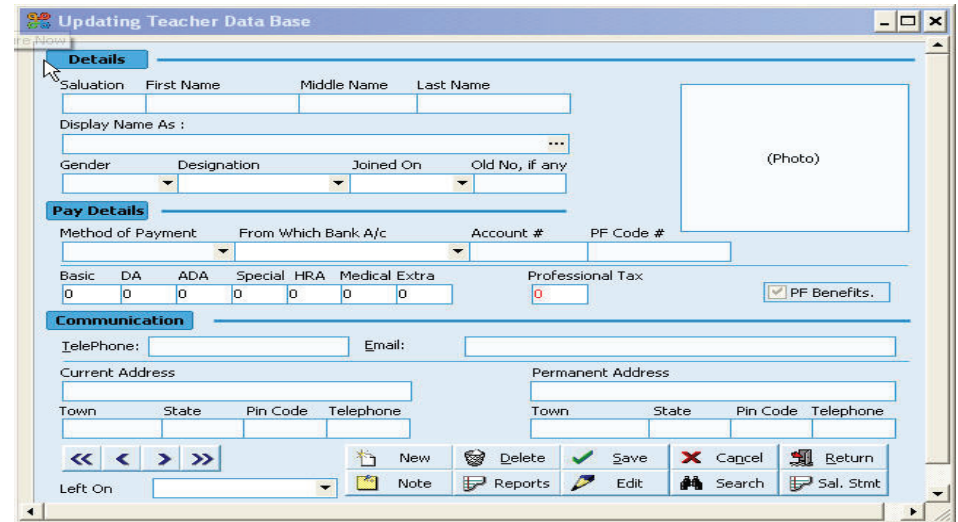 Updating Teacher Data Base
re Now
Details
Saluation First Name Middle Name Last Name
Display Name As :
...
Gender Designation Joined On Old No, if any
(Photo)
Pay Details
Method of Payment From Which Bank A/c Account # PF Code #
Basic DA ADA Special HRA Medical Extra Professional Tax
0 0 0 0 0 0 0 0
PF Benefits.
Communication
TelePhone: Email:
Current Address Permanent Address
Town State Pin Code Telephone Town State Pin Code Telephone
<< < > >> New Delete Save Cancel Return
Left On Note Reports Edit Search Sal. Stmt